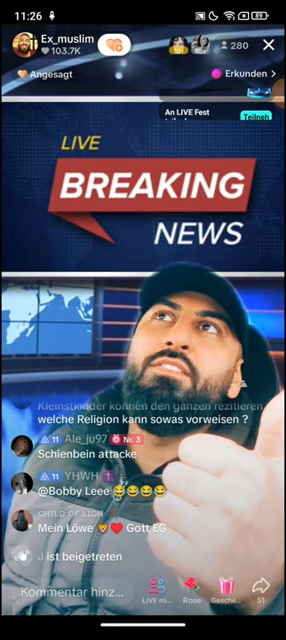 11:26
89
Ex_muslim
103.7K
280
Angesagt
Erkunden >
An LIVE Fest
Teilneh
LIVE
BREAKING
NEWS
Kleinstkinder können den ganzen rezitieren
welche Religion kann sowas vorweisen ?
11 Ale_ju97 Nr. 3
Schienbein attacke
11 YHWH ✝️
@Bobby Leee 😂😂😂😂
CHILD OF LION
Mein Löwe 🦁❤️ Gott EG
J ist beigetreten
Kommentar hinz...
LIVE mi...
Rose
Gesche...
51